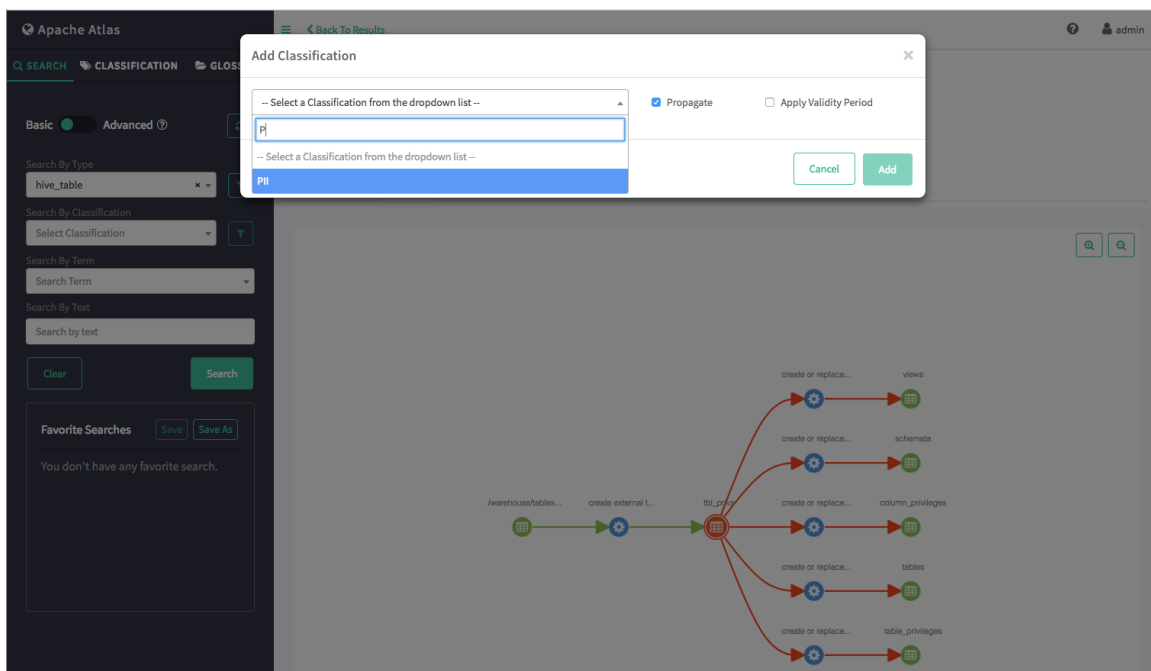 Apache Atlas
Back To Results
admin
SEARCH CLASSIFICATION GLOS
Add Classification
-- Select a Classification from the dropdown list --
Propagate
Apply Validity Period
P
-- Select a Classification from the dropdown list --
PII
Cancel
Add
Basic Advanced
Search By Type
hive_table
Search By Classification
Select Classification
Search By Term
Search Term
Search By Text
Search by text
Clear
Search
Favorite Searches
Save
Save As
You don't have any favorite search.
create or replace... views
create or replace... schemata
/warehouse/tables... create external t... tbl_privs create or replace... column_privileges
create or replace... tables
create or replace... table_privileges